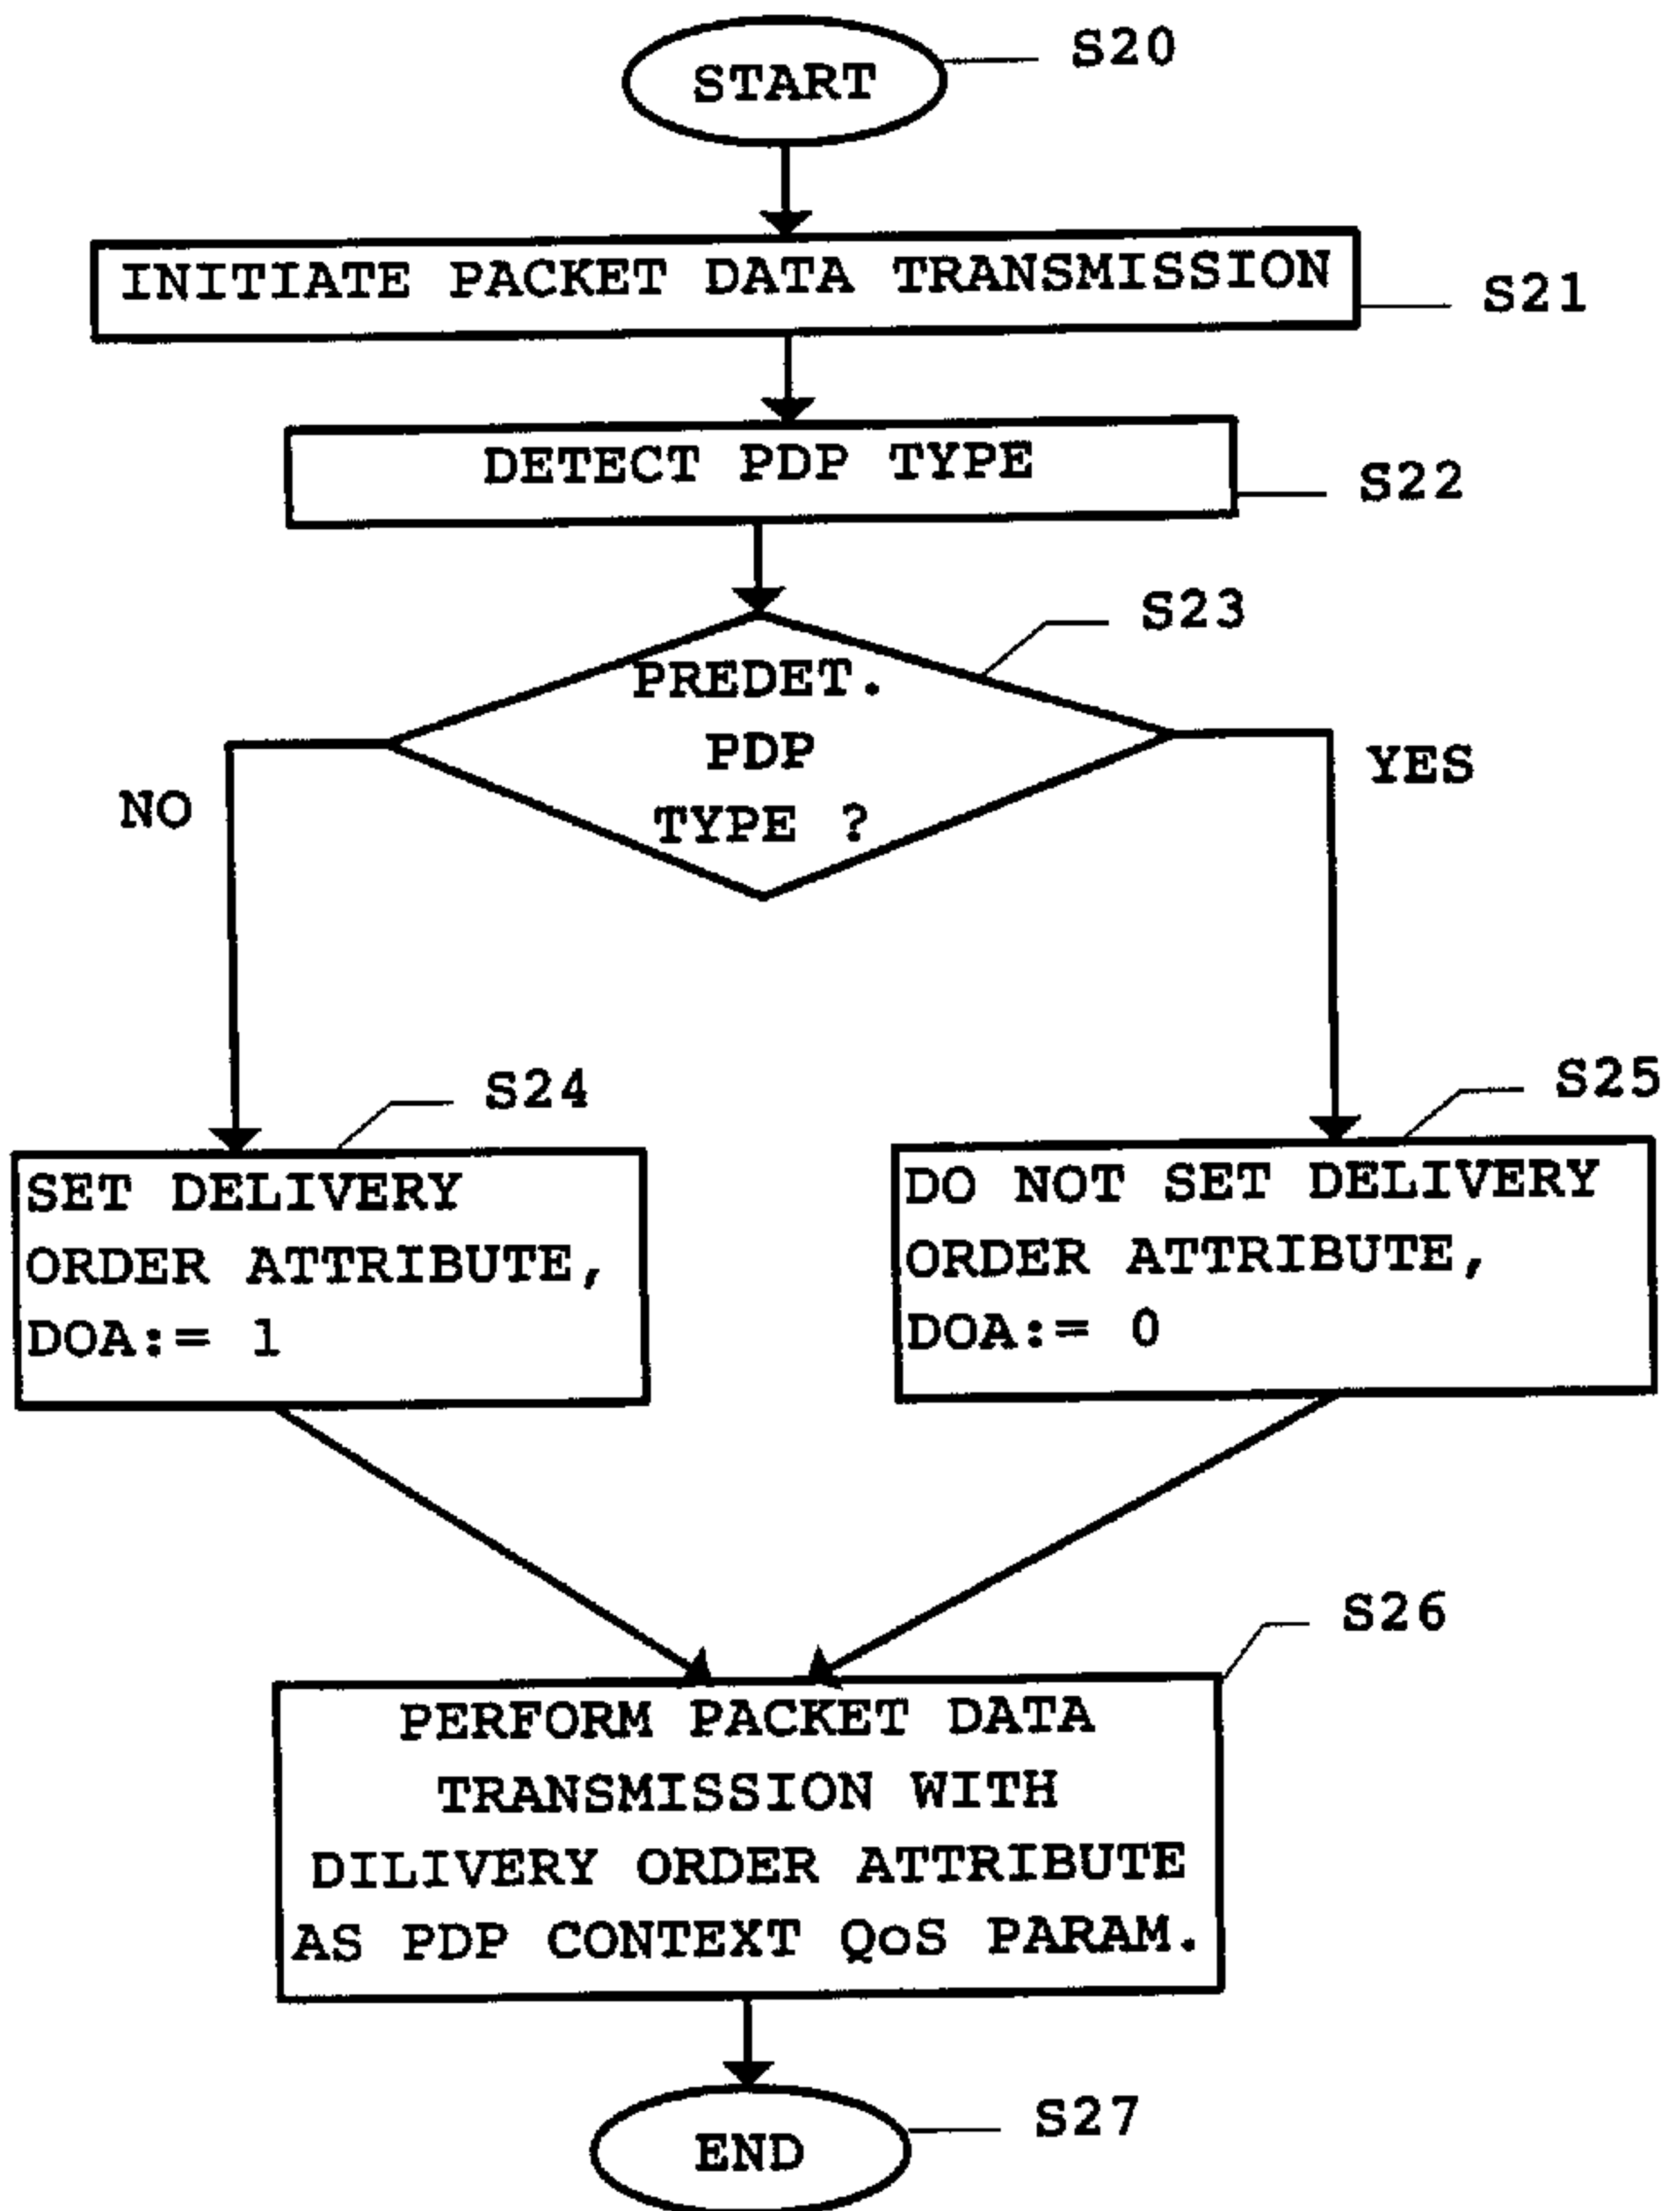 START
S20
INITIATE PACKET DATA TRANSMISSION
S21
DETECT PDP TYPE
S22
S23
PREDET.
PDP
TYPE ?
NO
YES
S24
SET DELIVERY
ORDER ATTRIBUTE,
DOA:= 1
S25
DO NOT SET DELIVERY
ORDER ATTRIBUTE,
DOA:= 0
S26
PERFORM PACKET DATA
TRANSMISSION WITH
DILIVERY ORDER ATTRIBUTE
AS PDP CONTEXT QoS PARAM.
END
S27